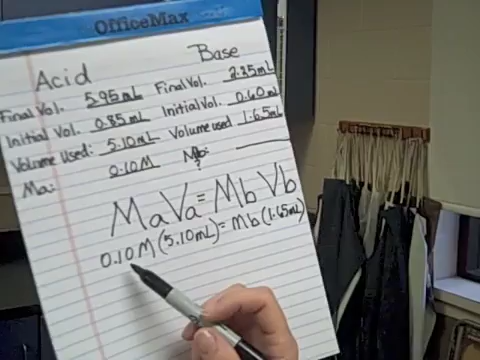 OfficeMax
Acid Base
Final Vol. 5.95mL Final Vol. 2.25mL
Initial Vol. 0.85mL Initial Vol. 0.60mL
Volume Used: 5.10mL Volume used 1.65mL
Ma: 0.10M Mb:
?
MaVa = MbVb
0.10M(5.10mL) = Mb(1.65mL)